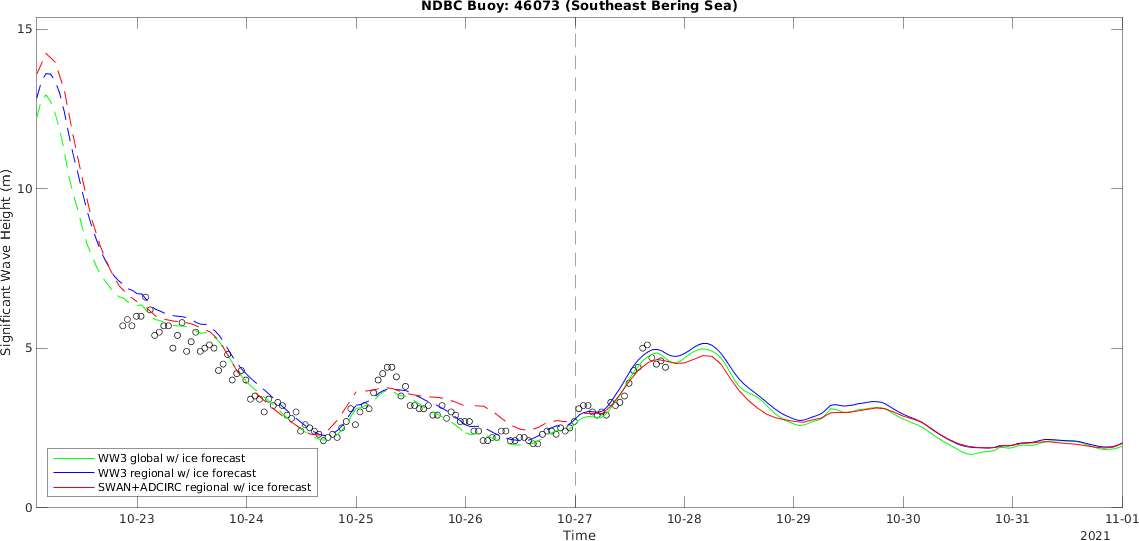 NDBC Buoy: 46073 (Southeast Bering Sea)
15
10
5
0
Significant Wave Height (m)
WW3 global w/ ice forecast
WW3 regional w/ ice forecast
SWAN+ADCIRC regional w/ ice forecast
10-23 10-24 10-25 10-26 10-27 10-28 10-29 10-30 10-31 11-01
Time
2021